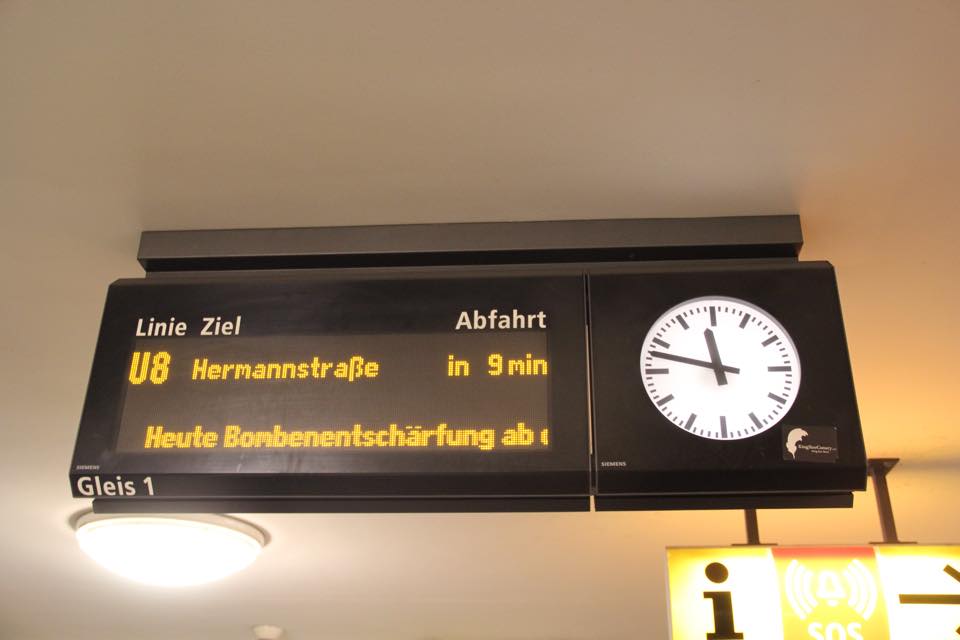 Linie Ziel Abfahrt
U8 Hermannstraße in 9 min
Heute Bombenentschärfung ab
SIEMENS
SIEMENS
Gleis 1
i
SOS